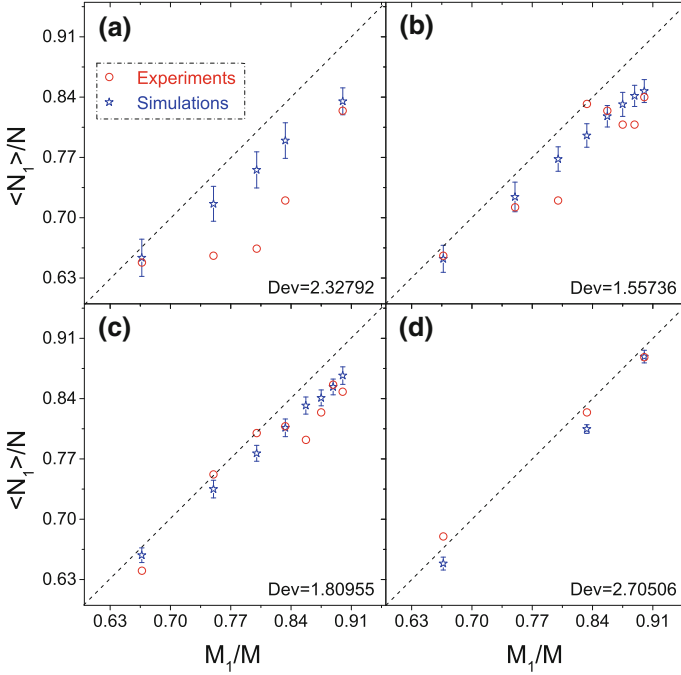 (a)
Experiments
Simulations
Dev=2.32792
0.91
0.84
0.77
0.70
0.63
<N₁>/N
(b)
Dev=1.55736
(c)
Dev=1.80955
0.91
0.84
0.77
0.70
0.63
<N₁>/N
0.63 0.70 0.77 0.84 0.91
M₁/M
(d)
Dev=2.70506
0.63 0.70 0.77 0.84 0.91
M₁/M